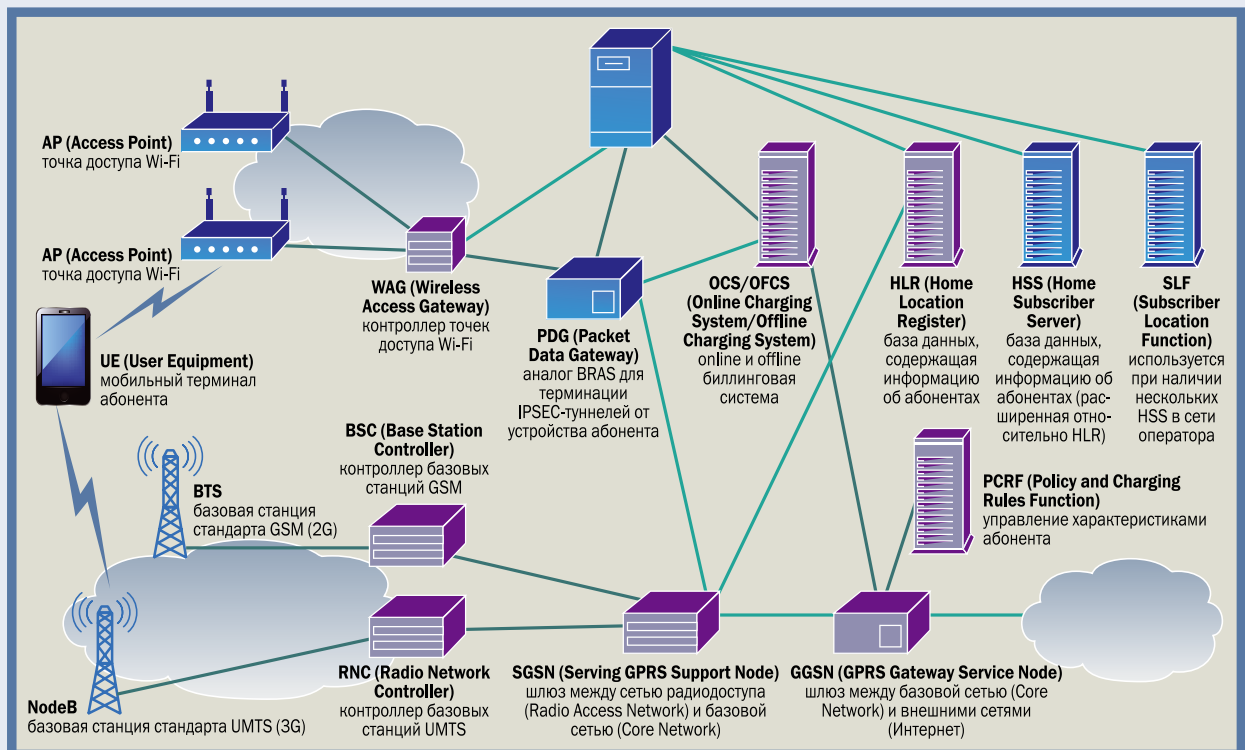 AP (Access Point)
точка доступа Wi-Fi
AP (Access Point)
точка доступа Wi-Fi
WAG (Wireless
Access Gateway)
контроллер точек
доступа Wi-Fi
PDG (Packet
Data Gateway)
аналог BRAS для
терминации
IPSEC-туннелей от
устройства абонента
OCS/OFCS
(Online Charging
System/Offline
Charging System)
online и offline
биллинговая
система
HLR (Home
Location
Register)
база данных,
содержащая
информацию
об абонентах
HSS (Home
Subscriber
Server)
база данных,
содержащая
информацию об
абонентах (рас-
ширенная отно-
сительно HLR)
SLF
(Subscriber
Location
Function)
используется
при наличии
нескольких
HSS в сети
оператора
UE (User Equipment)
мобильный терминал
абонента
BSC (Base Station
Controller)
контроллер базовых
станций GSM
BTS
базовая станция
стандарта GSM (2G)
PCRF (Policy and Charging
Rules Function)
управление характеристиками
абонента
NodeB
базовая станция стандарта UMTS (3G)
RNC (Radio Network
Controller)
контроллер базовых
станций UMTS
SGSN (Serving GPRS Support Node)
шлюз между сетью радиодоступа
(Radio Access Network) и базовой
сетью (Core Network)
GGSN (GPRS Gateway Service Node)
шлюз между базовой сетью (Core
Network) и внешними сетями
(Интернет)